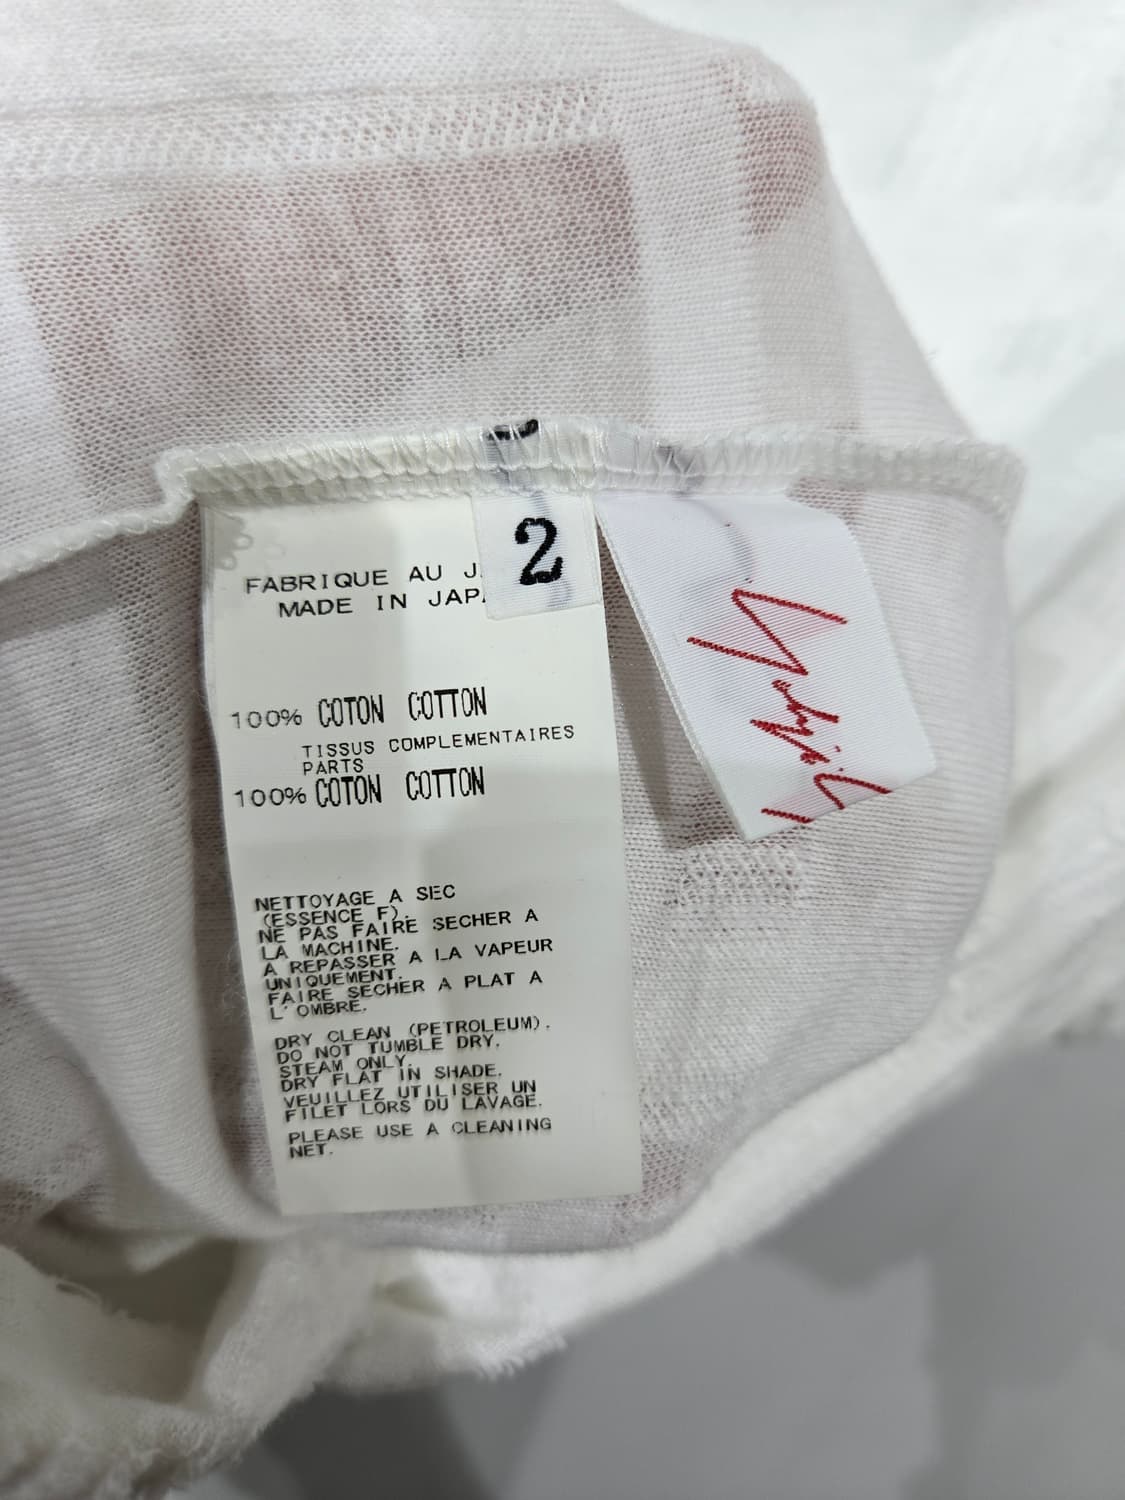 FABRIQUE AU J
MADE IN JAPA
2
100% COTON COTTON
TISSUS COMPLEMENTAIRES
PARTS
100% COTON COTTON
NETTOYAGE A SEC
(ESSENCE F).
NE PAS FAIRE SECHER A
LA MACHINE.
A REPASSER A LA VAPEUR
UNIQUEMENT.
FAIRE SECHER A PLAT A
L'OMBRE.
DRY CLEAN (PETROLEUM).
DO NOT TUMBLE DRY.
STEAM ONLY.
DRY FLAT IN SHADE.
VEUILLEZ UTILISER UN
FILET LORS DU LAVAGE.
PLEASE USE A CLEANING
NET.